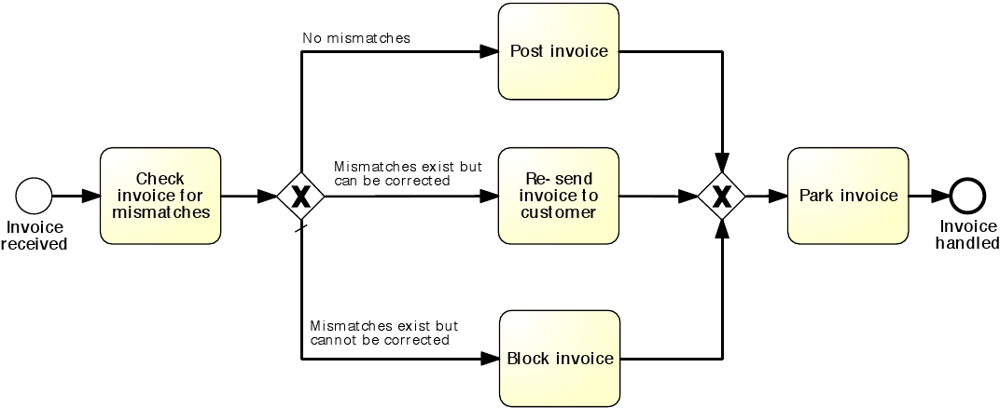 No mismatches
Post invoice
Invoice
received
Check
invoice for
mismatches
X
Mismatches exist but
can be corrected
Re- send
invoice to
customer
X
Park invoice
Invoice
handled
Mismatches exist but
cannot be corrected
Block invoice